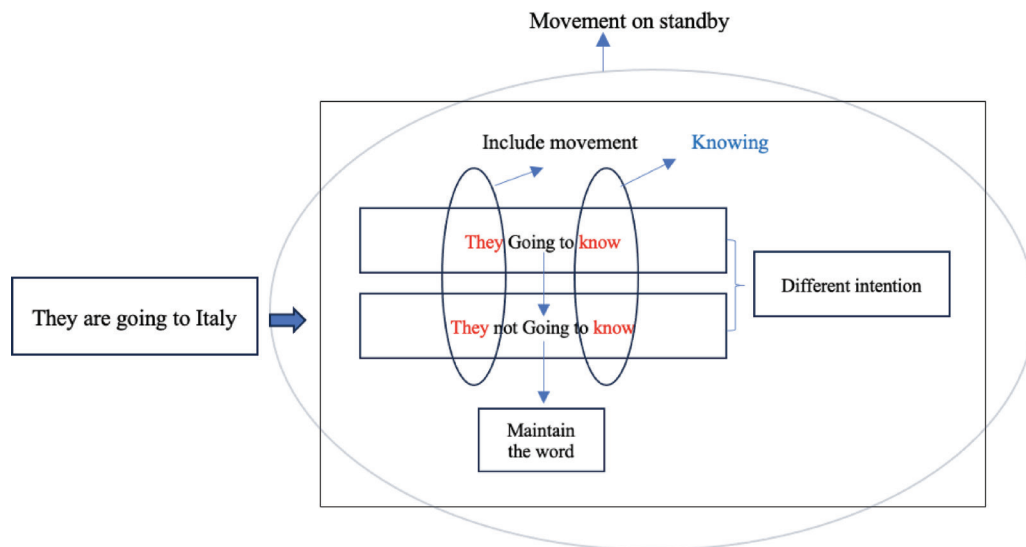 Movement on standby
Include movement
Knowing
They Going to know
Different intention
They are going to Italy
They not Going to know
Maintain
the word